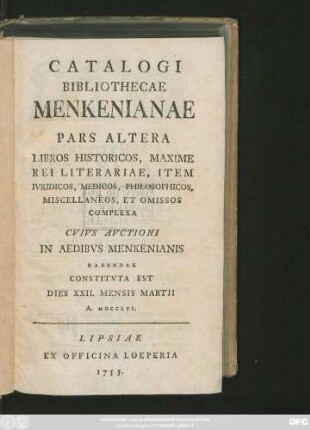 CATALOGI
BIBLIOTHECAE
MENKENIANAE
PARS ALTERA
LIBROS HISTORICOS, MAXIME
REI LITERARIAE, ITEM
IVRIDICOS, MEDICOS, PHILOSOPHICOS,
MISCELLANEOS, ET OMISSOS
COMPLEXA
CVIVS AVCTIONI
IN AEDIBVS MENKENIANIS
HABENDAE
CONSTITVTA EST
DIES XXII. MENSIS MARTII
A. MDCCLVI.
LIPSIAE
EX OFFICINA LOEPERIA
1755.